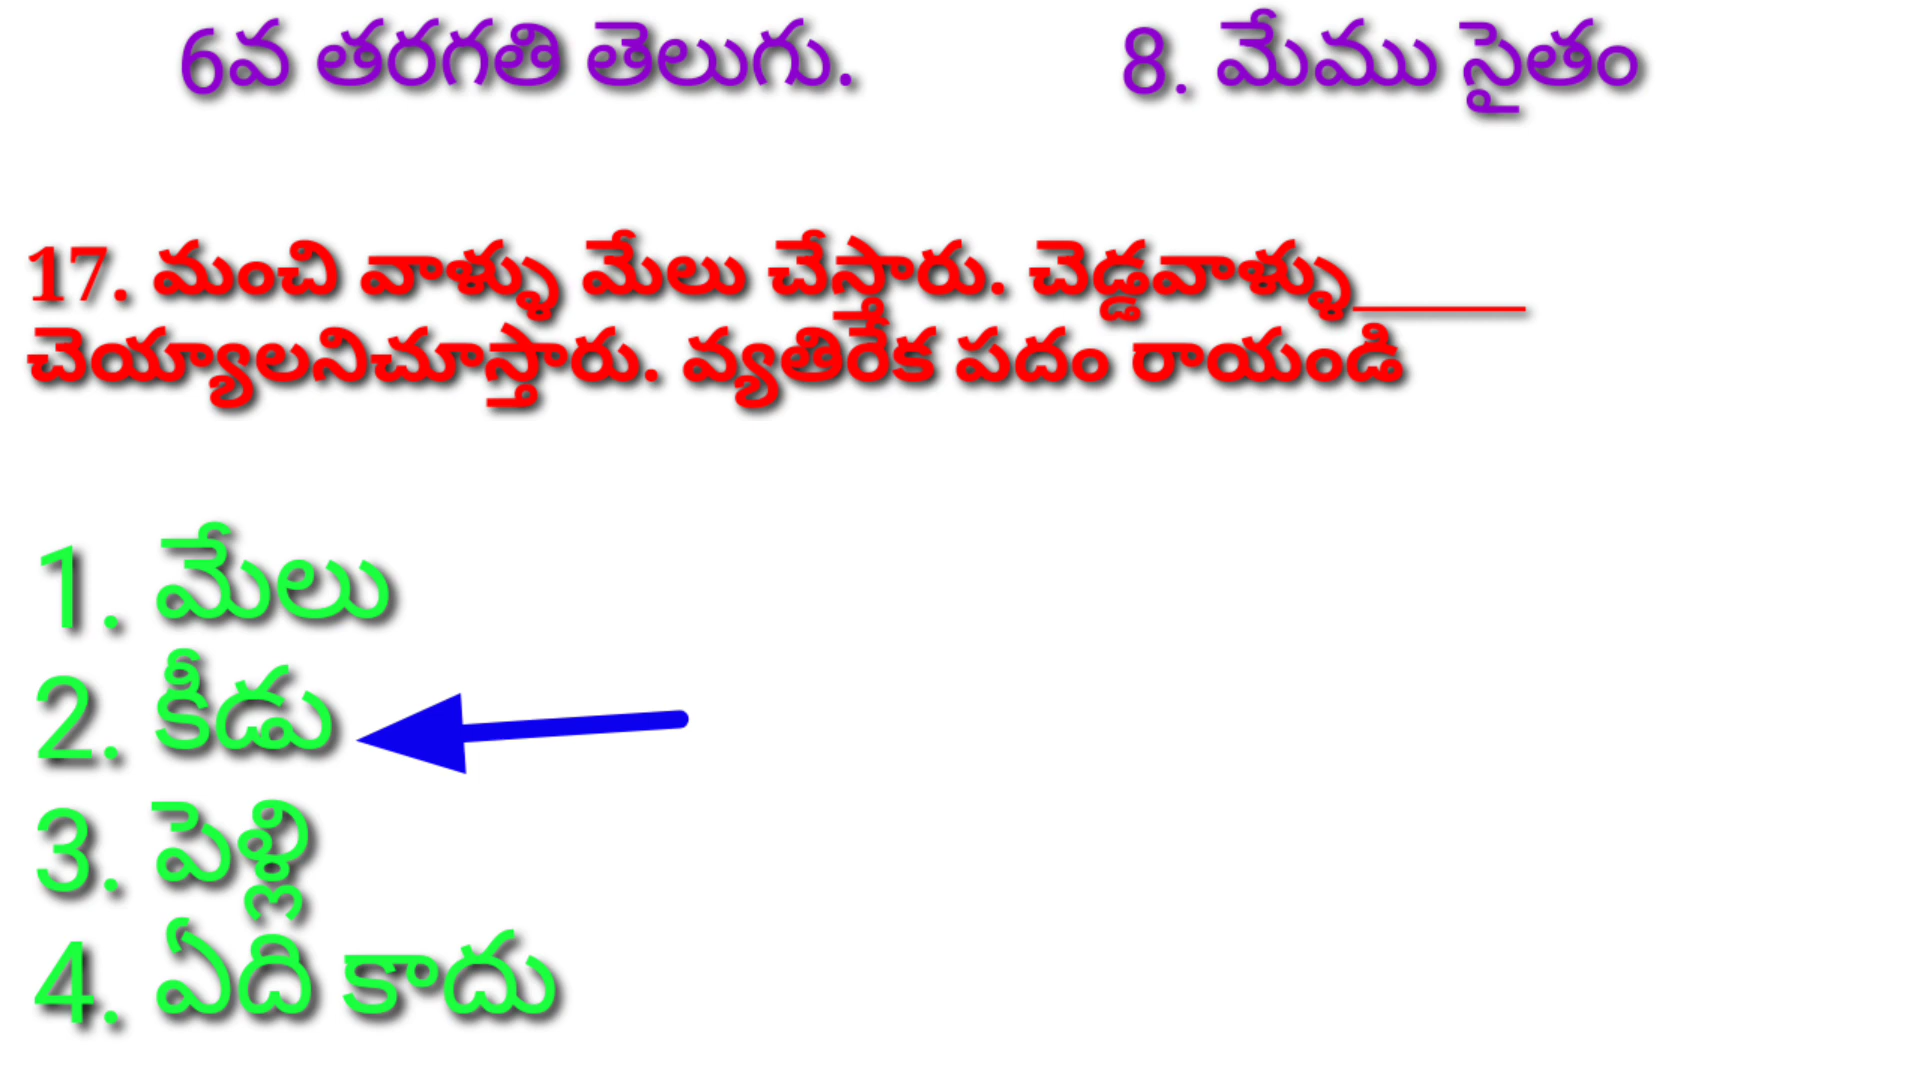 6వ తరగతి తెలుగు. 8. మేము సైతం
17. మంచి వాళ్ళు మేలు చేస్తారు. చెడ్డవాళ్ళు_____
చెయ్యాలనిచూస్తారు. వ్యతిరేక పదం రాయండి
1. మేలు
2. కీడు
3. పెళ్లి
4. ఏది కాదు